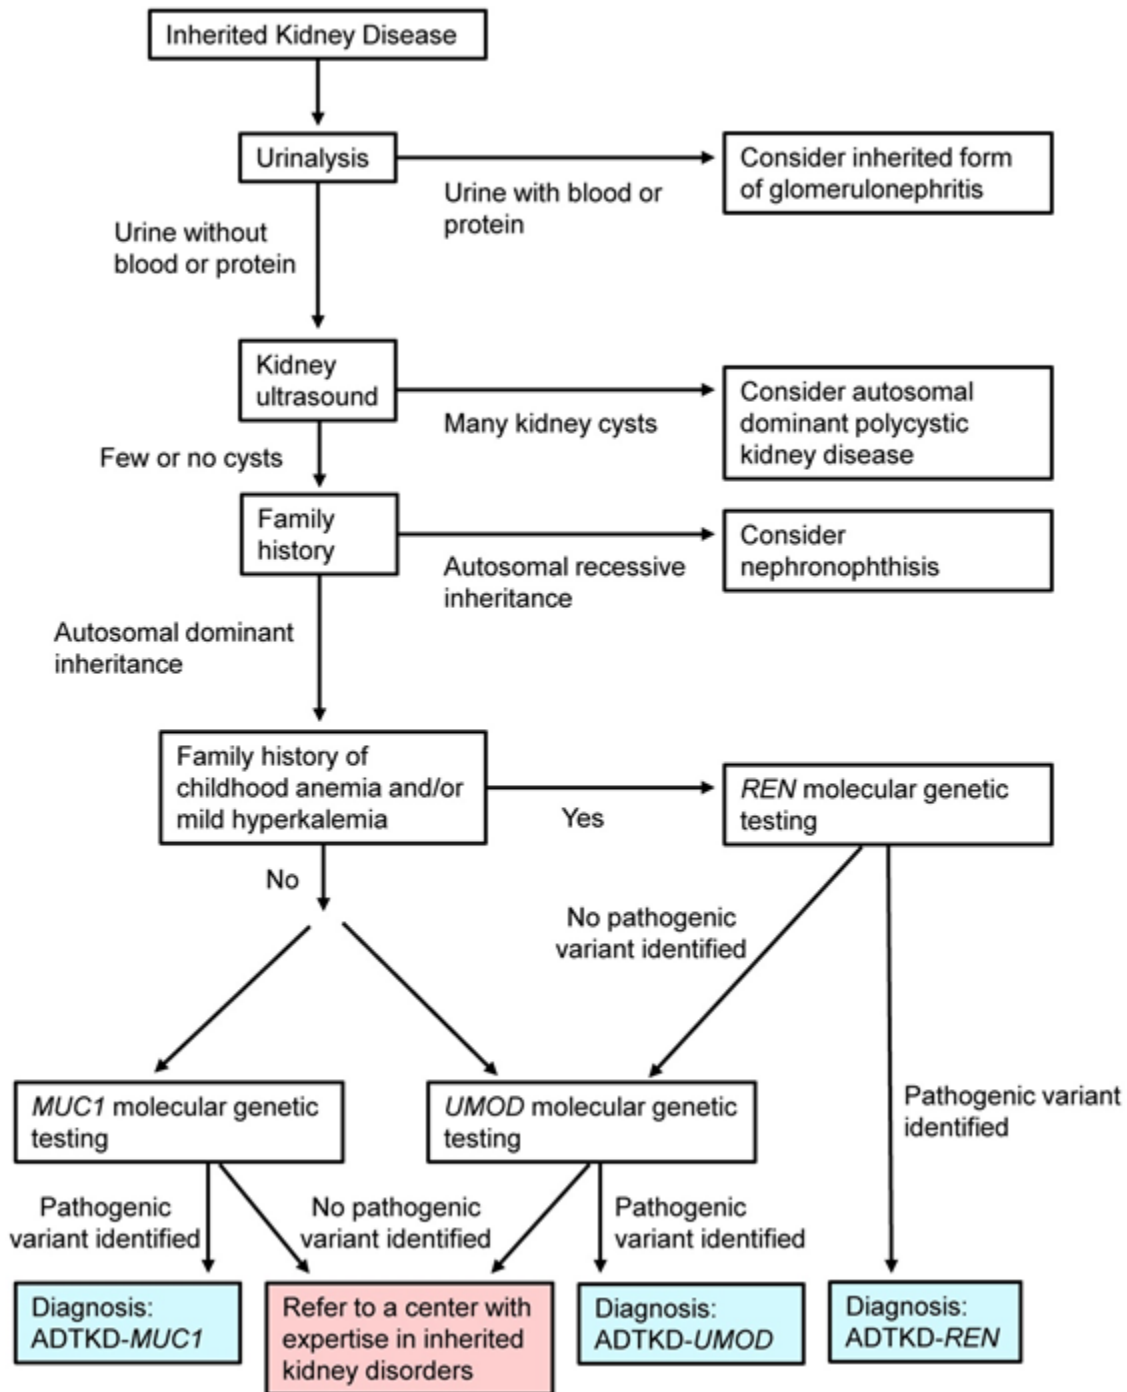 Inherited Kidney Disease
Urinalysis
Urine with blood or
protein
Consider inherited form
of glomerulonephritis
Urine without
blood or protein
Kidney
ultrasound
Many kidney cysts
Consider autosomal
dominant polycystic
kidney disease
Few or no cysts
Family
history
Autosomal recessive
inheritance
Consider
nephronophthisis
Autosomal dominant
inheritance
Family history of
childhood anemia and/or
mild hyperkalemia
Yes
REN molecular genetic
testing
No
No pathogenic
variant identified
Pathogenic variant
identified
MUC1 molecular genetic
testing
UMOD molecular genetic
testing
Pathogenic
variant identified
No pathogenic
variant identified
Pathogenic
variant identified
Diagnosis:
ADTKD-MUC1
Refer to a center with
expertise in inherited
kidney disorders
Diagnosis:
ADTKD-UMOD
Diagnosis:
ADTKD-REN